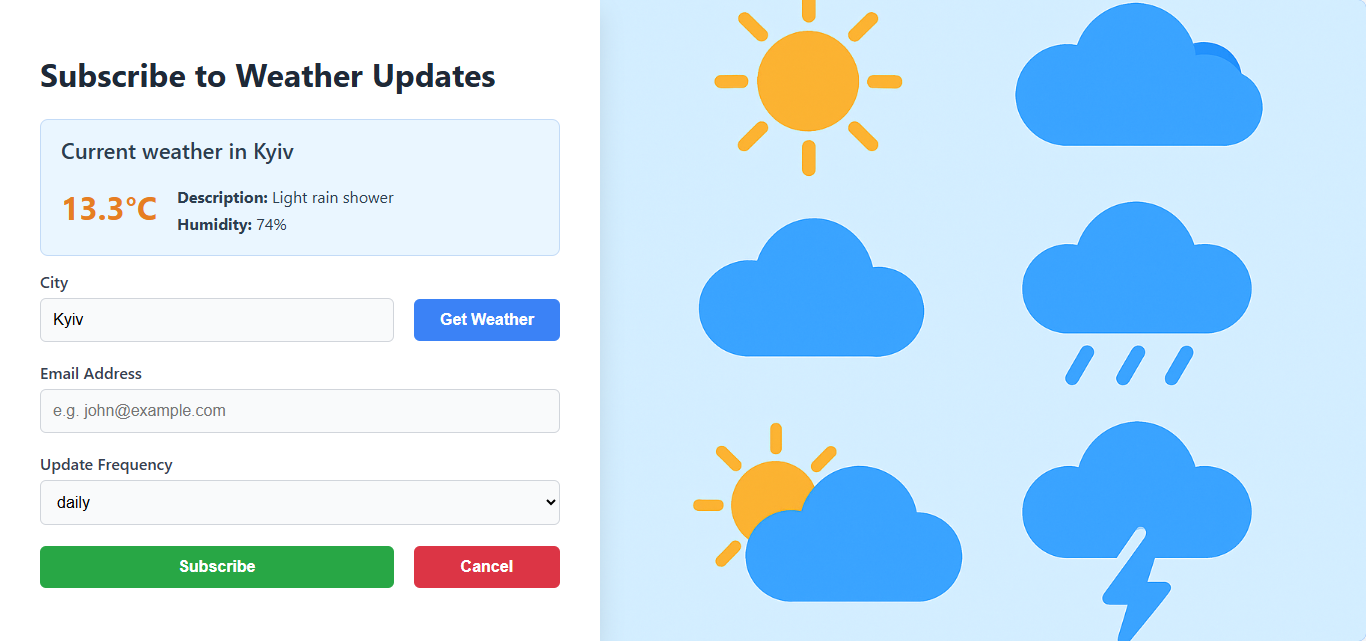 Subscribe to Weather Updates
Current weather in Kyiv
13.3°C
Description: Light rain shower
Humidity: 74%
City
Kyiv
Get Weather
Email Address
e.g. john@example.com
Update Frequency
daily
Subscribe
Cancel